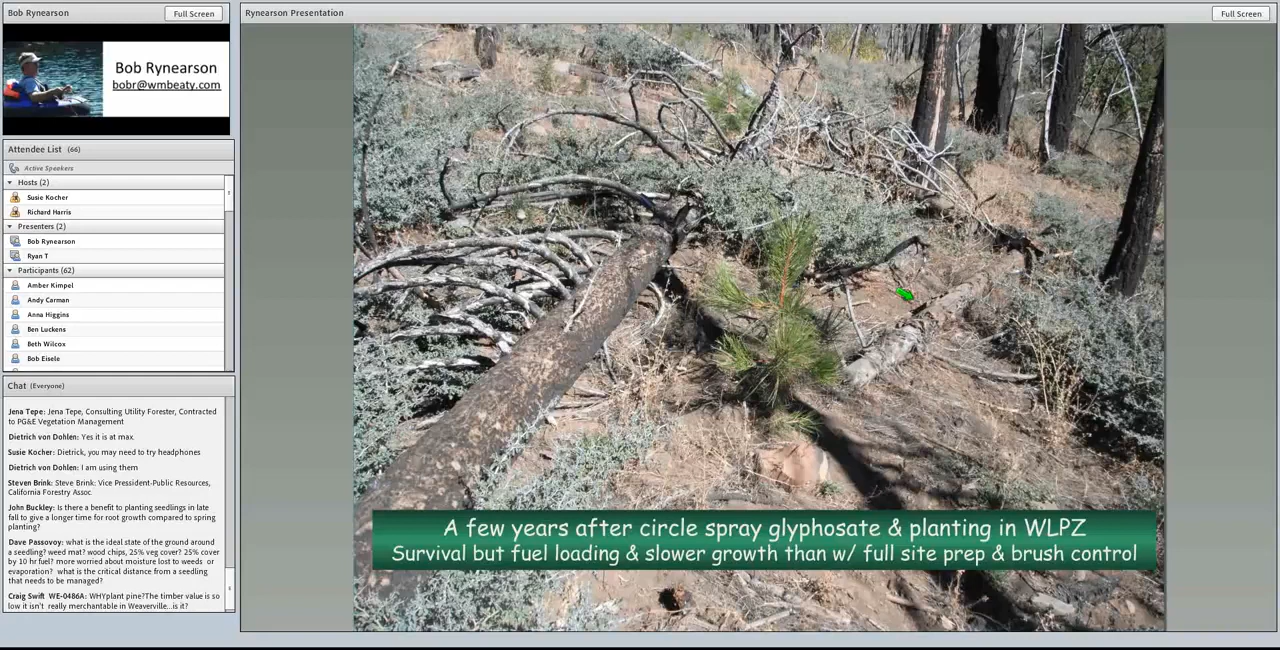 Bob Rynearson
Full Screen
Bob Rynearson
bobr@wmbeaty.com
Attendee List (66)
Active Speakers
Hosts (2)
Susie Kocher
Richard Harris
Presenters (2)
Bob Rynearson
Ryan T
Participants (62)
Amber Kimpel
Andy Carman
Anna Higgins
Ben Luckens
Beth Wilcox
Bob Eisele
Chat (Everyone)
Jena Tepe: Jena Tepe, Consulting Utility Forester, Contracted
to PG&E Vegetation Management
Dietrich von Dohlen: Yes it is at max.
Susie Kocher: Dietrick, you may need to try headphones
Dietrich von Dohlen: I am using them
Steven Brink: Steve Brink: Vice President-Public Resources,
California Forestry Assoc.
John Buckley: Is there a benefit to planting seedlings in late
fall to give a longer time for root growth compared to spring
planting?
Dave Passovoy: what is the ideal state of the ground around
a seedling? weed mat? wood chips, 25% veg cover? 25% cover
by 10 hr fuel? more worried about moisture lost to weeds or
evaporation? what is the critical distance from a seedling
that needs to be managed?
Craig Swift WE-0486A: WHYplant pine?The timber value is so
low it isn't really merchantable in Weaverville...is it?
Rynearson Presentation
Full Screen
A few years after circle spray glyphosate & planting in WLPZ
Survival but fuel loading & slower growth than w/ full site prep & brush control